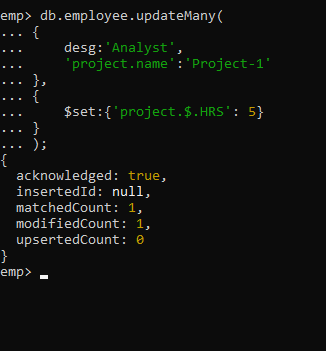 emp> db.employee.updateMany(
... {
...     desg:'Analyst',
...     'project.name':'Project-1'
... },
... {
...     $set:{'project.$.HRS': 5}
... }
... );
{
  acknowledged: true,
  insertedId: null,
  matchedCount: 1,
  modifiedCount: 1,
  upsertedCount: 0
}
emp>